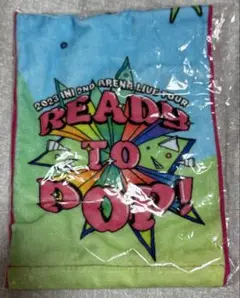 2023 INI 2ND ARENA LIVE TOUR
READY
TO
POP!